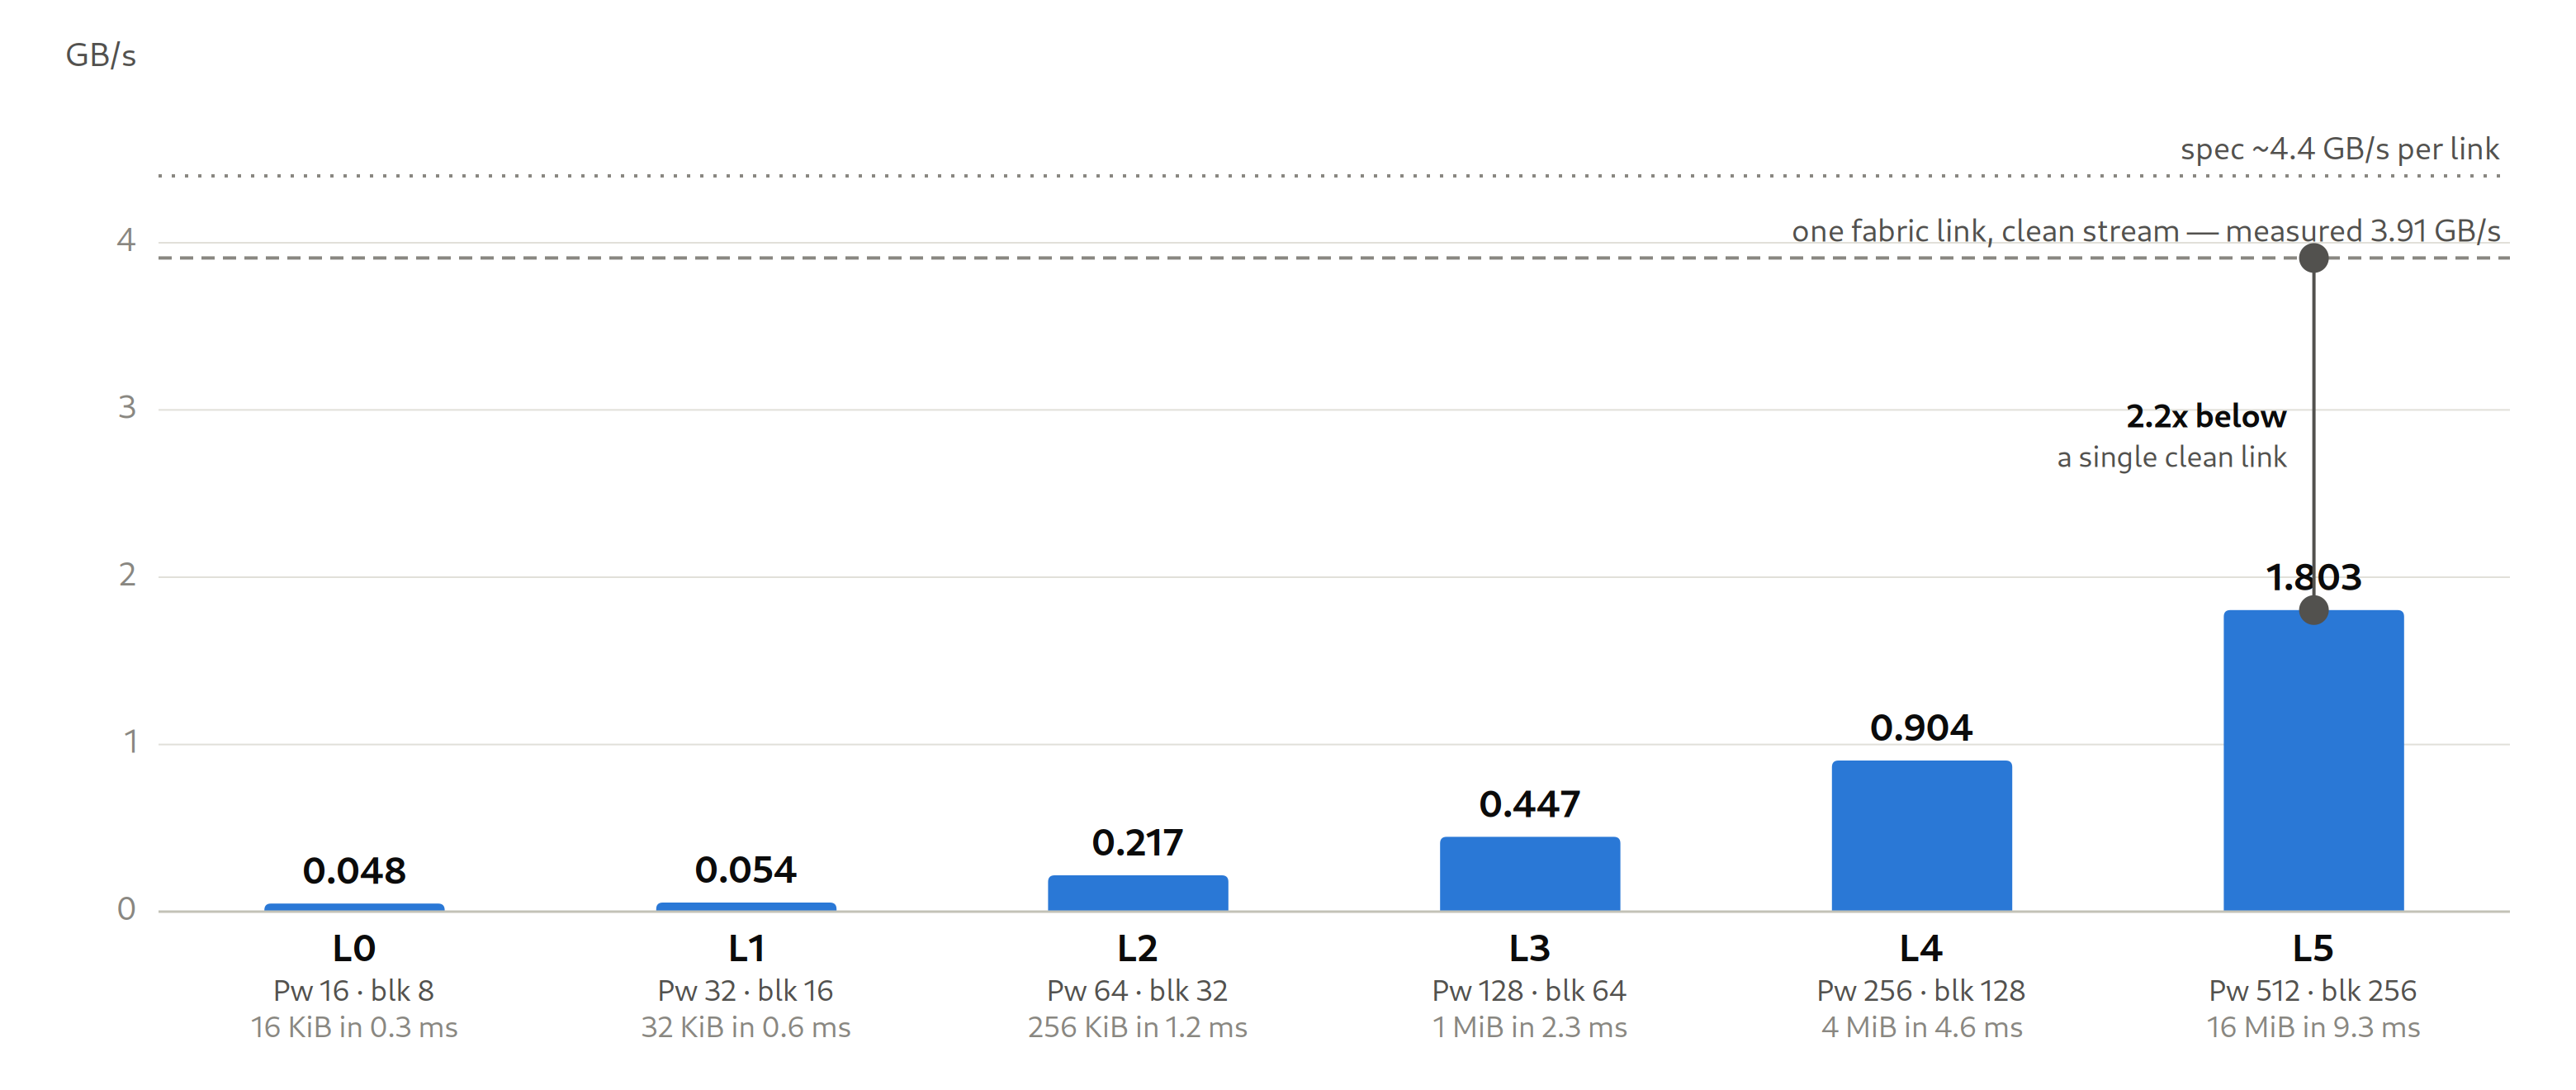 GB/s
spec ~4.4 GB/s per link
one fabric link, clean stream — measured 3.91 GB/s
4
3
2.2x below
a single clean link
2
1.803
1
0.904
0.447
0.217
0.054
0.048
0
L0
Pw 16 · blk 8
16 KiB in 0.3 ms
L1
Pw 32 · blk 16
32 KiB in 0.6 ms
L2
Pw 64 · blk 32
256 KiB in 1.2 ms
L3
Pw 128 · blk 64
1 MiB in 2.3 ms
L4
Pw 256 · blk 128
4 MiB in 4.6 ms
L5
Pw 512 · blk 256
16 MiB in 9.3 ms